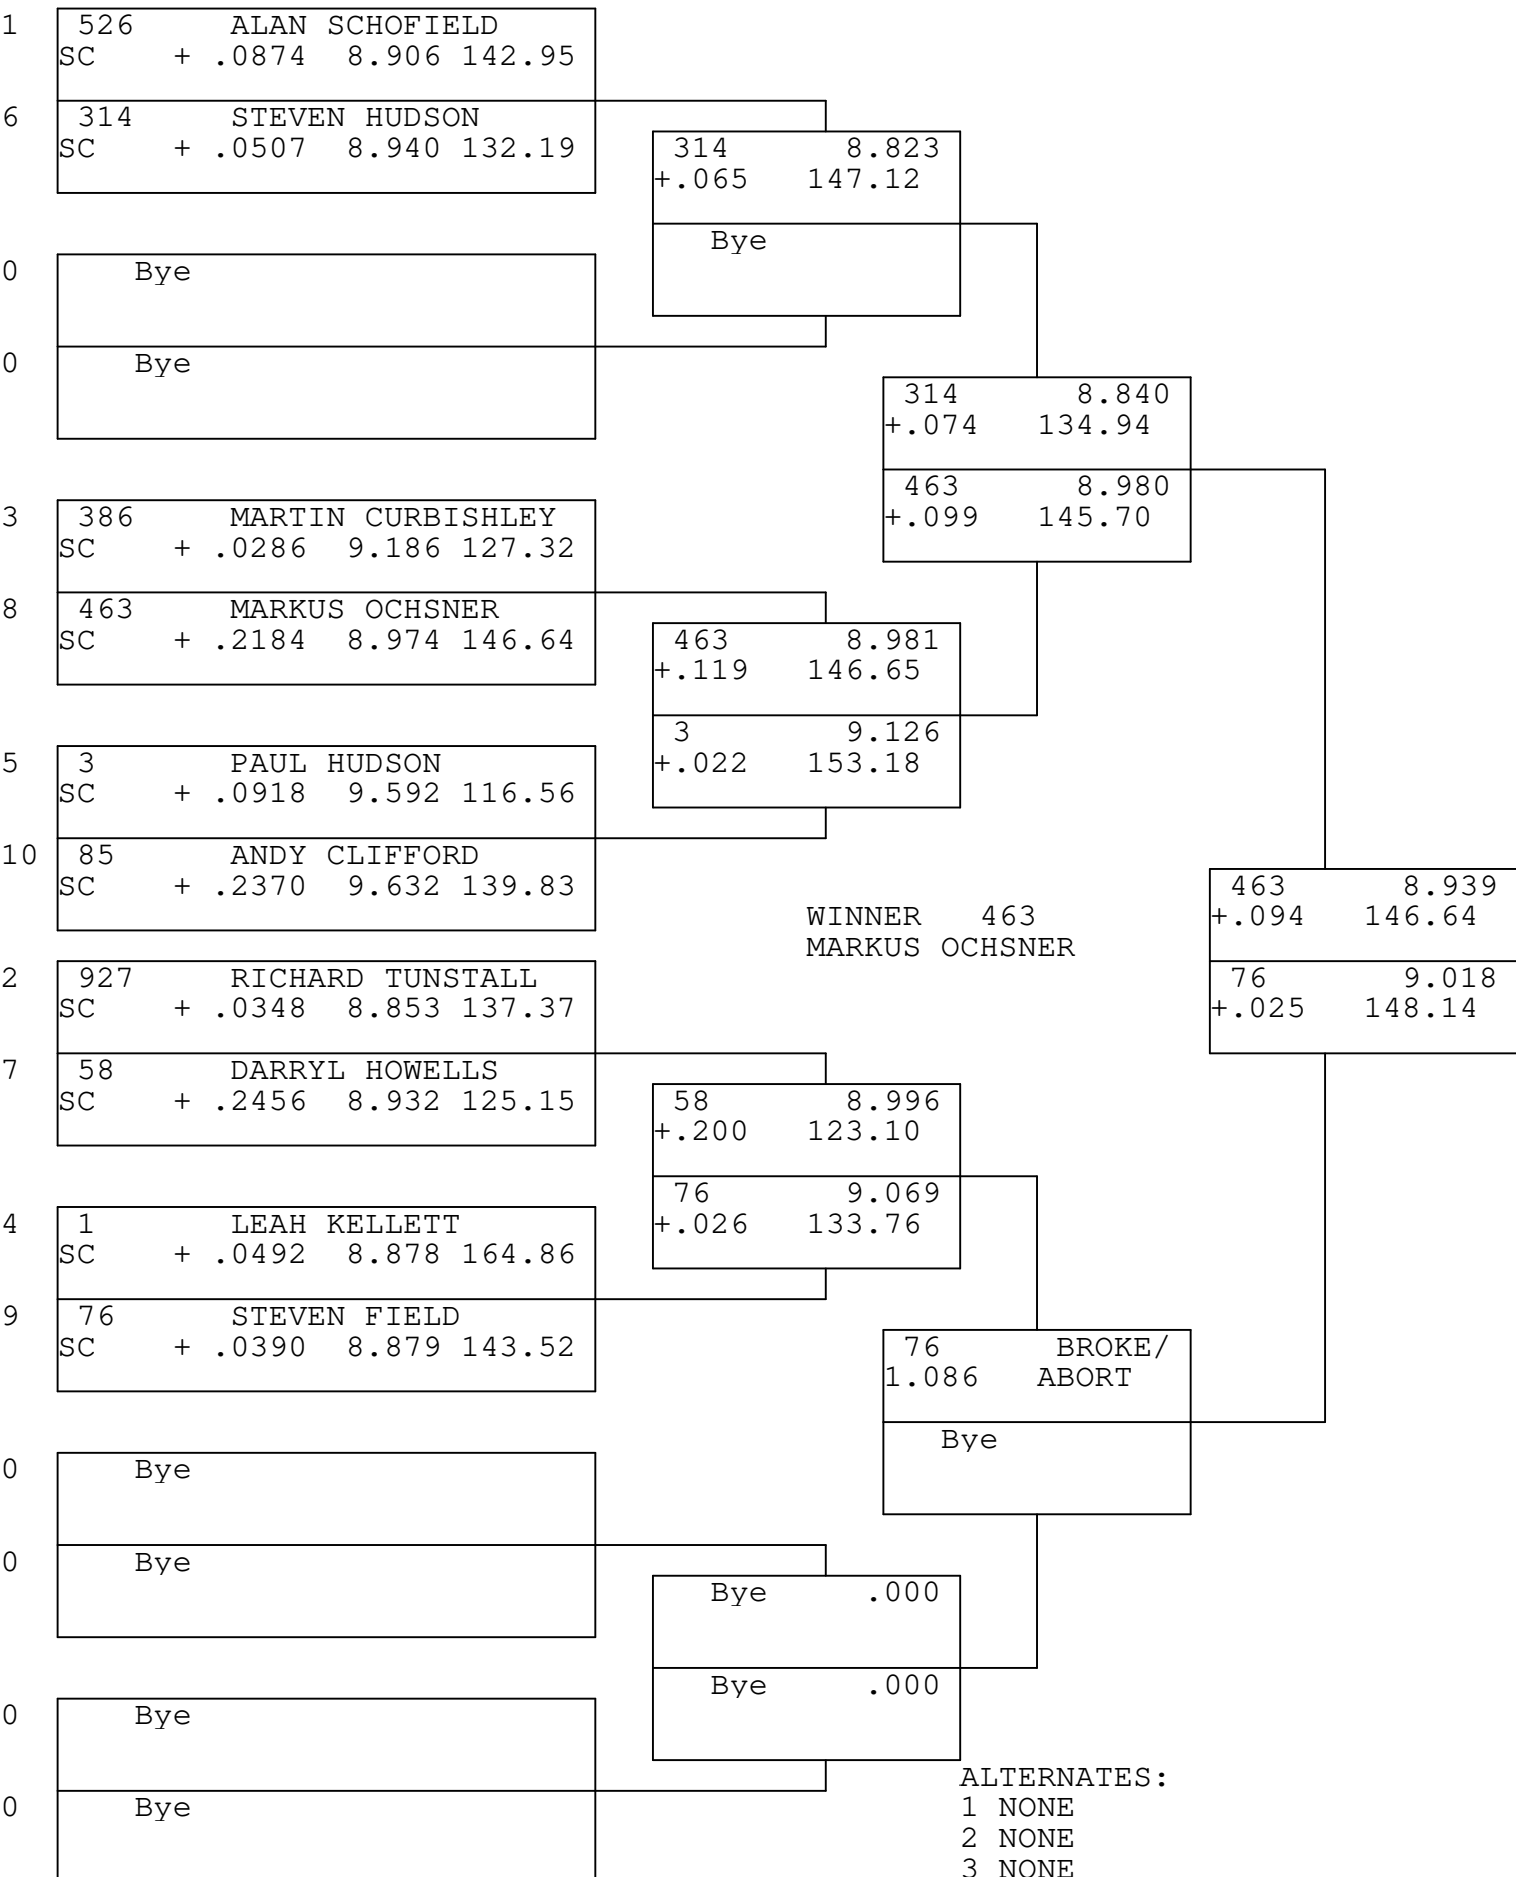 1 526 ALAN SCHOFIELD
SC + .0874 8.906 142.95
6 314 STEVEN HUDSON
SC + .0507 8.940 132.19
0 Bye
0 Bye
3 386 MARTIN CURBISHLEY
SC + .0286 9.186 127.32
8 463 MARKUS OCHSNER
SC + .2184 8.974 146.64
5 3 PAUL HUDSON
SC + .0918 9.592 116.56
10 85 ANDY CLIFFORD
SC + .2370 9.632 139.83
2 927 RICHARD TUNSTALL
SC + .0348 8.853 137.37
7 58 DARRYL HOWELLS
SC + .2456 8.932 125.15
4 1 LEAH KELLETT
SC + .0492 8.878 164.86
9 76 STEVEN FIELD
SC + .0390 8.879 143.52
0 Bye
0 Bye
0 Bye
0 Bye
314 8.823
+.065 147.12
Bye
463 8.981
+.119 146.65
3 9.126
+.022 153.18
58 8.996
+.200 123.10
76 9.069
+.026 133.76
Bye .000
Bye .000
314 8.840
+.074 134.94
463 8.980
+.099 145.70
76 BROKE/
1.086 ABORT
Bye
WINNER 463
MARKUS OCHSNER
463 8.939
+.094 146.64
76 9.018
+.025 148.14
ALTERNATES:
1 NONE
2 NONE
3 NONE